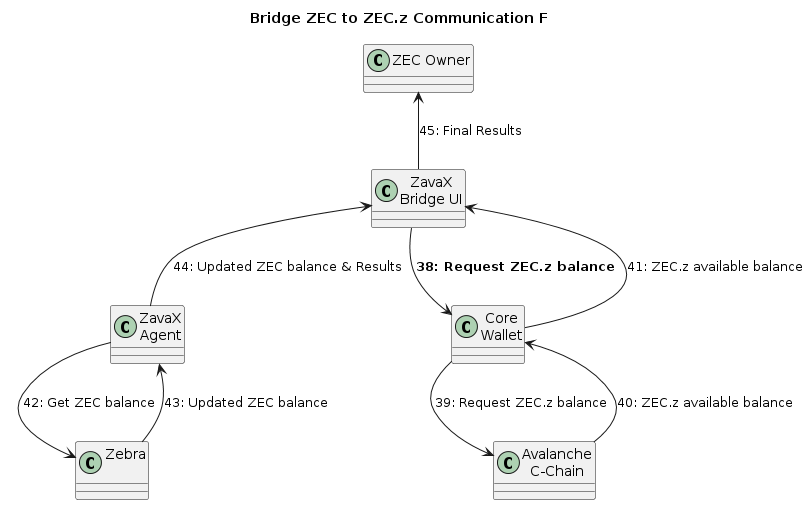 Bridge ZEC to ZEC.z Communication F
C ZEC Owner
45: Final Results
C ZavaX
Bridge UI
44: Updated ZEC balance & Results
38: Request ZEC.z balance
41: ZEC.z available balance
C ZavaX
Agent
C Core
Wallet
42: Get ZEC balance
43: Updated ZEC balance
39: Request ZEC.z balance
40: ZEC.z available balance
C Zebra
C Avalanche
C-Chain